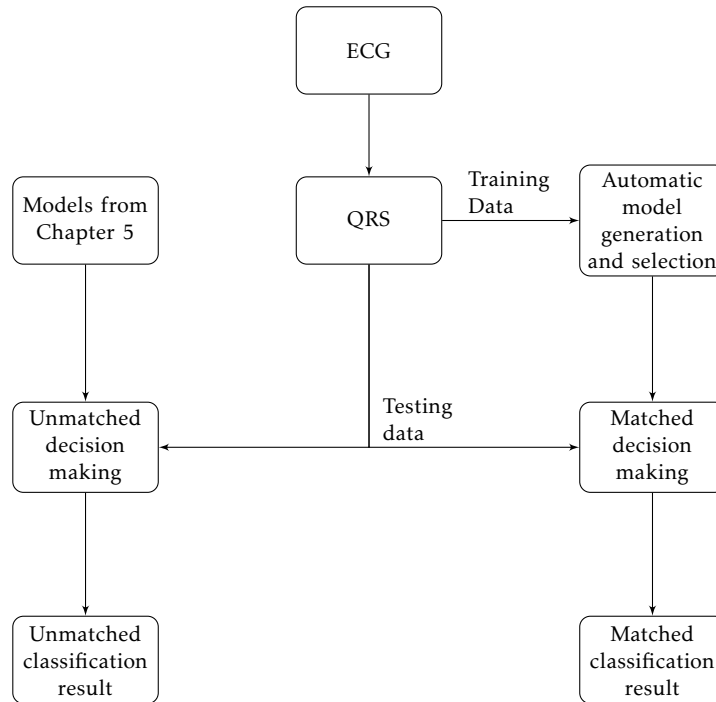 ECG
Models from
Chapter 5
QRS
Training
Data
Automatic
model
generation
and selection
Unmatched
decision
making
Testing
data
Matched
decision
making
Unmatched
classification
result
Matched
classification
result